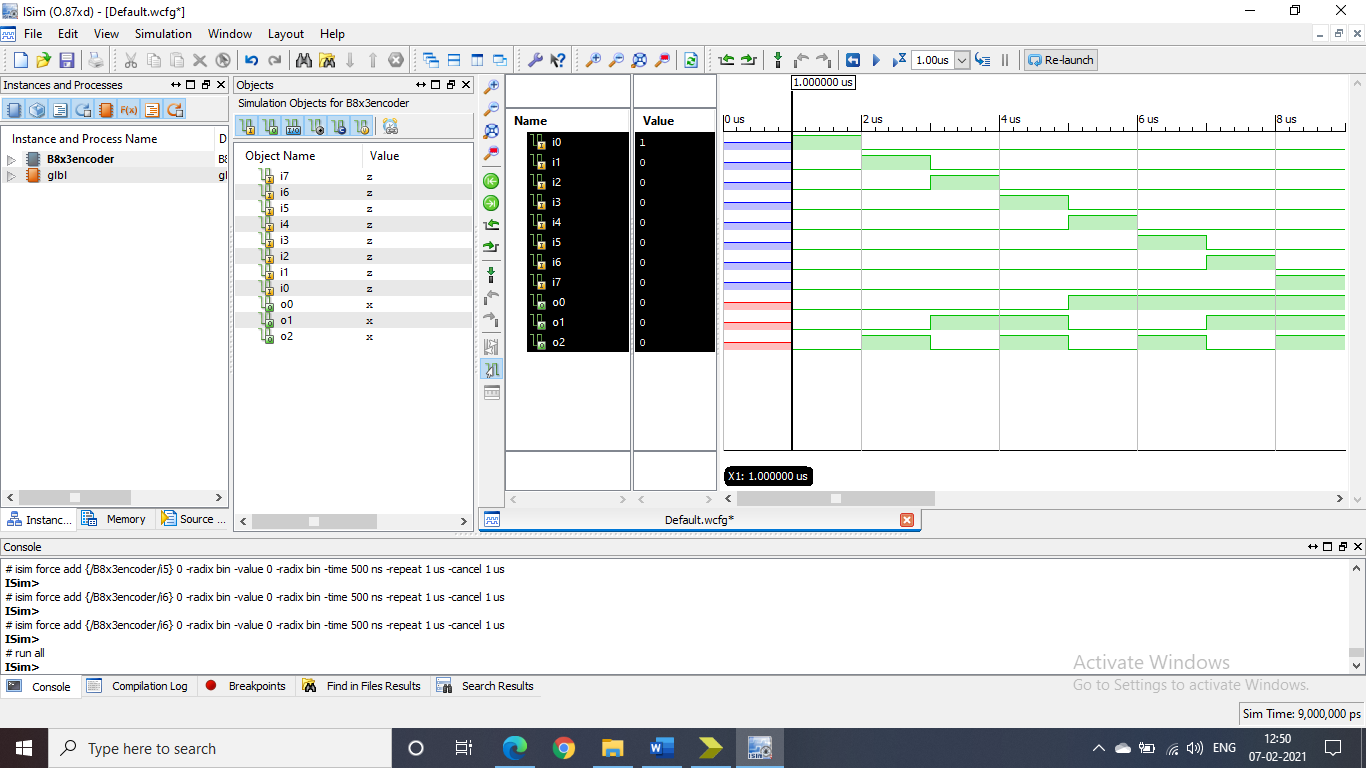 ISim (O.87xd) - [Default.wcfg*]
File Edit View Simulation Window Layout Help
1.00us Re-launch
Instances and Processes
Instance and Process Name D
B8x3encoder B8
glbl gl
Instanc... Memory Source ...
Objects
Simulation Objects for B8x3encoder
Object Name Value
i7 z
i6 z
i5 z
i4 z
i3 z
i2 z
i1 z
i0 z
o0 x
o1 x
o2 x
1.000000 us
Name Value
0 us 2 us 4 us 6 us 8 us
i0 1
i1 0
i2 0
i3 0
i4 0
i5 0
i6 0
i7 0
o0 0
o1 0
o2 0
X1: 1.000000 us
Default.wcfg*
Console
# isim force add {/B8x3encoder/i5} 0 -radix bin -value 0 -radix bin -time 500 ns -repeat 1 us -cancel 1 us
ISim>
# isim force add {/B8x3encoder/i6} 0 -radix bin -value 0 -radix bin -time 500 ns -repeat 1 us -cancel 1 us
ISim>
# isim force add {/B8x3encoder/i6} 0 -radix bin -value 0 -radix bin -time 500 ns -repeat 1 us -cancel 1 us
ISim>
# run all
ISim>
Activate Windows
Go to Settings to activate Windows.
Console Compilation Log Breakpoints Find in Files Results Search Results
Sim Time: 9,000,000 ps
Type here to search
ENG
12:50
07-02-2021